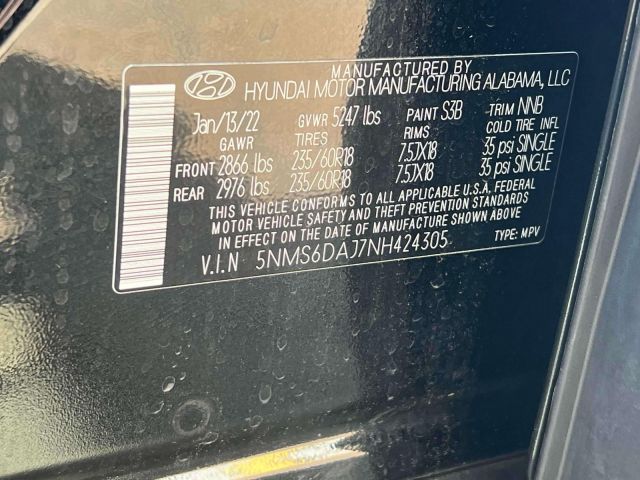 MANUFACTURED BY
HYUNDAI MOTOR MANUFACTURING ALABAMA, LLC
Jan/13/22 GVWR 5247 lbs PAINT S3B TRIM NNB
GAWR TIRES RIMS COLD TIRE INFL
FRONT 2866 lbs 235/60R18 7.5JX18 35 psi SINGLE
REAR 2976 lbs 235/60R18 7.5JX18 35 psi SINGLE
THIS VEHICLE CONFORMS TO ALL APPLICABLE U.S.A. FEDERAL
MOTOR VEHICLE SAFETY AND THEFT PREVENTION STANDARDS
IN EFFECT ON THE DATE OF MANUFACTURE SHOWN ABOVE.
V.I.N 5NMS6DAJ7NH424305 TYPE: MPV